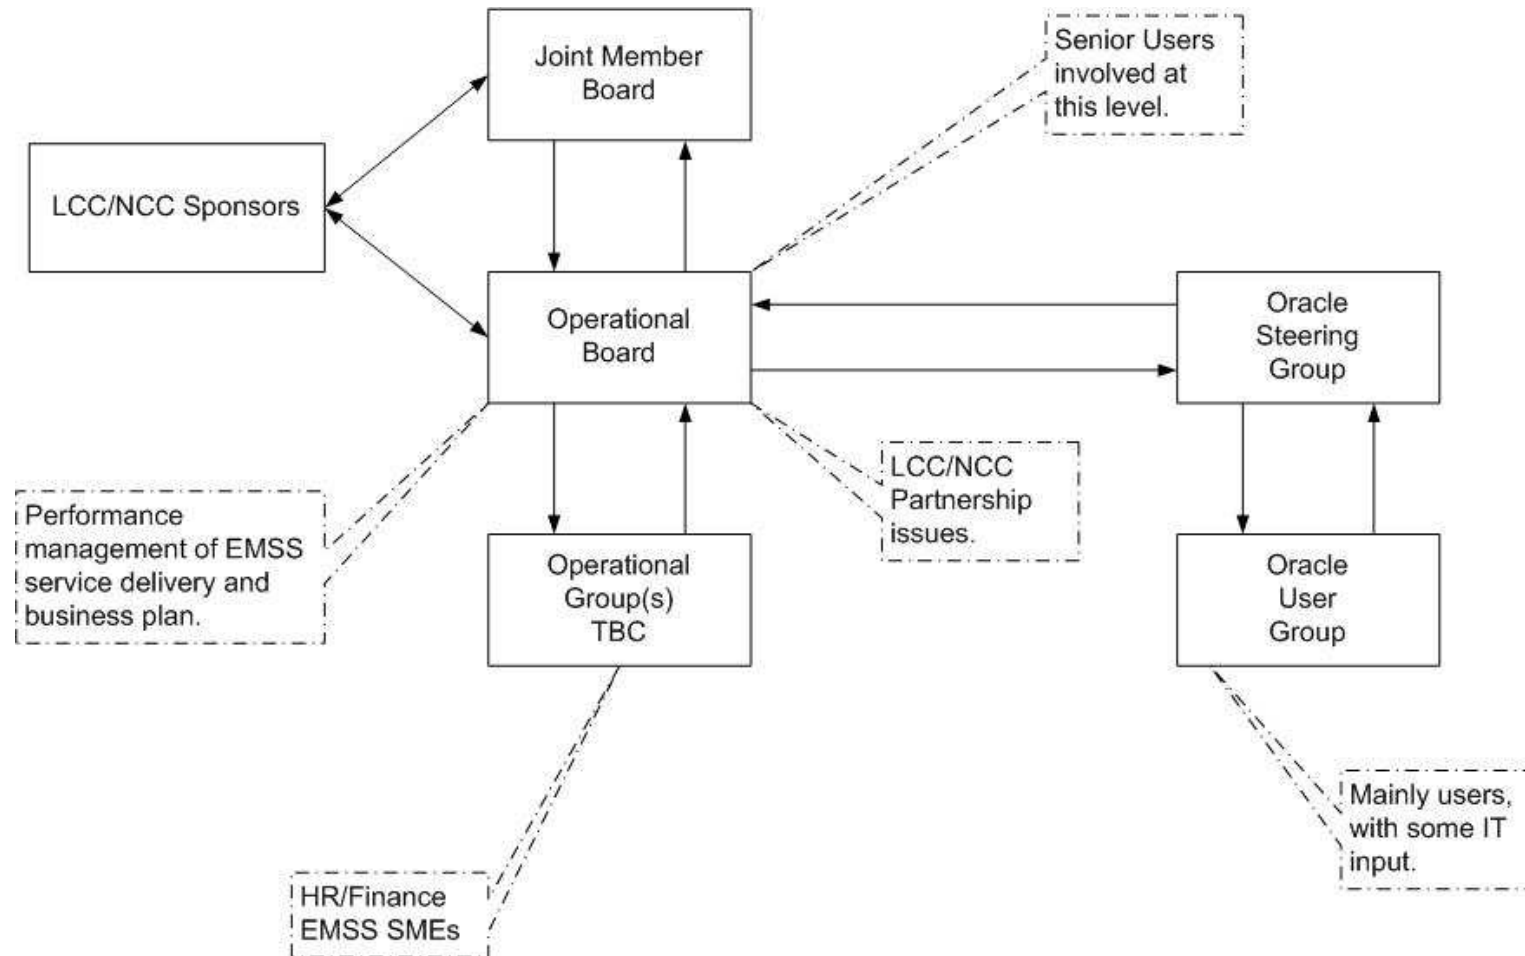 Joint Member
Board
Senior Users
involved at
this level.
LCC/NCC Sponsors
Operational
Board
Oracle
Steering
Group
LCC/NCC
Partnership
issues.
Performance
management of EMSS
service delivery and
business plan.
Operational
Group(s)
TBC
Oracle
User
Group
Mainly users,
with some IT
input.
HR/Finance
EMSS SMEs